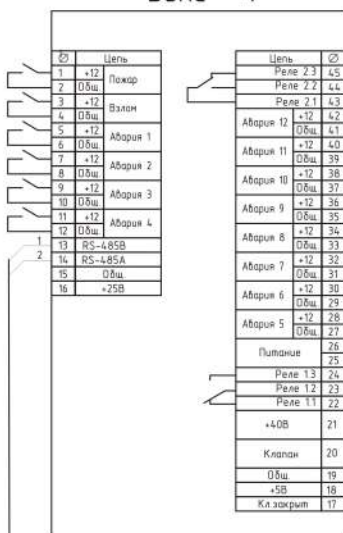 ∅ Цепь
1 +12 Пожар
2 Общ.
3 +12 Взлом
4 Общ.
5 +12 Авария 1
6 Общ.
7 +12 Авария 2
8 Общ.
9 +12 Авария 3
10 Общ.
11 +12 Авария 4
12 Общ.
1 13 RS-485B
2 14 RS-485A
15 Общ.
16 +25В
Цепь ∅
Реле 2.3 45
Реле 2.2 44
Реле 2.1 43
Авария 12 +12 42
Общ. 41
Авария 11 +12 40
Общ. 39
Авария 10 +12 38
Общ. 37
Авария 9 +12 36
Общ. 35
Авария 8 +12 34
Общ. 33
Авария 7 +12 32
Общ. 31
Авария 6 +12 30
Общ. 29
Авария 5 +12 28
Общ. 27
Питание 26
25
Реле 1.3 24
Реле 1.2 23
Реле 1.1 22
+40В 21
Клапан 20
Общ. 19
+5В 18
Кл.закрыт 17